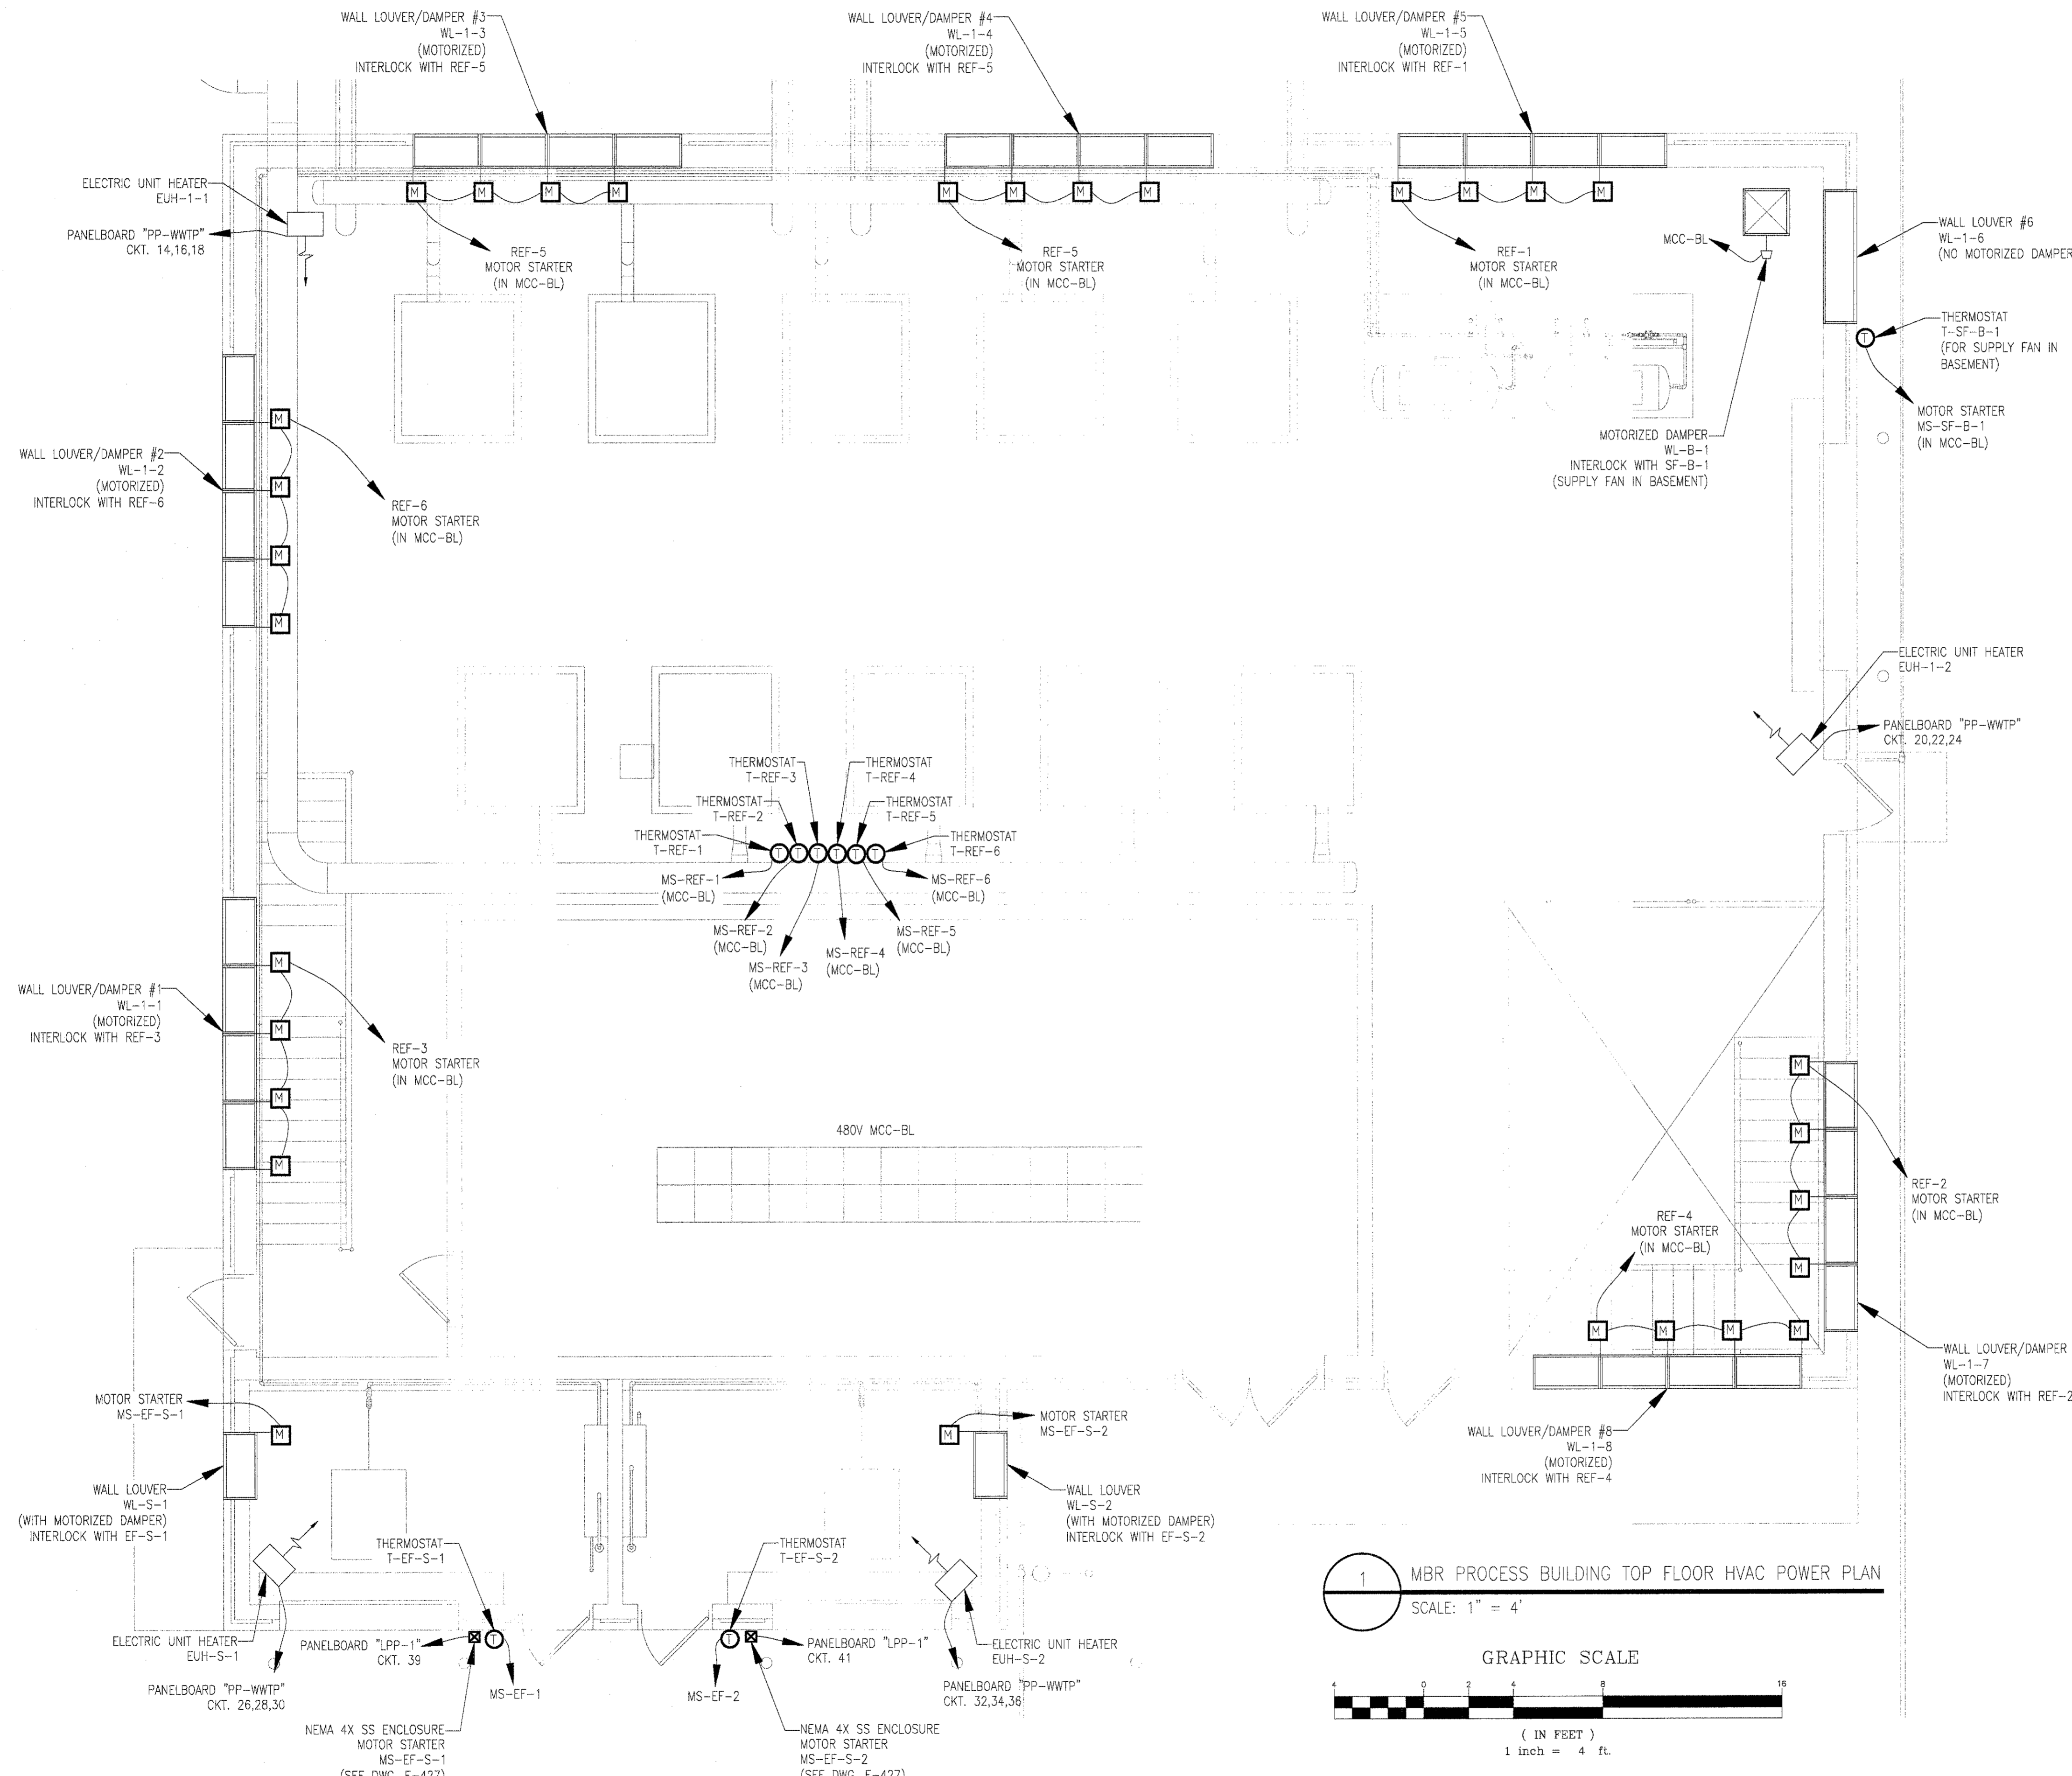 WALL LOUVER/DAMPER #3
WL-1-3
(MOTORIZED)
INTERLOCK WITH REF-5
WALL LOUVER/DAMPER #4
WL-1-4
(MOTORIZED)
INTERLOCK WITH REF-5
WALL LOUVER/DAMPER #5
WL-1-5
(MOTORIZED)
INTERLOCK WITH REF-1
ELECTRIC UNIT HEATER
EUH-1-1
PANELBOARD "PP-WWTP"
CKT. 14,16,18
M
M
M
M
M
M
M
M
M
M
M
M
REF-5
MOTOR STARTER
(IN MCC-BL)
REF-5
MOTOR STARTER
(IN MCC-BL)
REF-1
MOTOR STARTER
(IN MCC-BL)
MCC-BL
WALL LOUVER #6
WL-1-6
(NO MOTORIZED DAMPER
THERMOSTAT
T-SF-B-1
(FOR SUPPLY FAN IN
BASEMENT)
T
MOTOR STARTER
MS-SF-B-1
(IN MCC-BL)
MOTORIZED DAMPER
WL-B-1
INTERLOCK WITH SF-B-1
(SUPPLY FAN IN BASEMENT)
WALL LOUVER/DAMPER #2
WL-1-2
(MOTORIZED)
INTERLOCK WITH REF-6
M
M
M
M
REF-6
MOTOR STARTER
(IN MCC-BL)
ELECTRIC UNIT HEATER
EUH-1-2
PANELBOARD "PP-WWTP"
CKT. 20,22,24
THERMOSTAT
T-REF-3
THERMOSTAT
T-REF-4
THERMOSTAT
T-REF-2
THERMOSTAT
T-REF-5
THERMOSTAT
T-REF-1
THERMOSTAT
T-REF-6
T T T T T T
MS-REF-1
(MCC-BL)
MS-REF-6
(MCC-BL)
MS-REF-2
(MCC-BL)
MS-REF-5
(MCC-BL)
MS-REF-3
(MCC-BL)
MS-REF-4
(MCC-BL)
WALL LOUVER/DAMPER #1
WL-1-1
(MOTORIZED)
INTERLOCK WITH REF-3
M
M
M
M
REF-3
MOTOR STARTER
(IN MCC-BL)
480V MCC-BL
M
M
M
M
REF-2
MOTOR STARTER
(IN MCC-BL)
REF-4
MOTOR STARTER
(IN MCC-BL)
M
M
M
M
WALL LOUVER/DAMPER
WL-1-7
(MOTORIZED)
INTERLOCK WITH REF-2
WALL LOUVER/DAMPER #8
WL-1-8
(MOTORIZED)
INTERLOCK WITH REF-4
MOTOR STARTER
MS-EF-S-1
M
WALL LOUVER
WL-S-1
(WITH MOTORIZED DAMPER)
INTERLOCK WITH EF-S-1
M
MOTOR STARTER
MS-EF-S-2
WALL LOUVER
WL-S-2
(WITH MOTORIZED DAMPER)
INTERLOCK WITH EF-S-2
THERMOSTAT
T-EF-S-1
THERMOSTAT
T-EF-S-2
T
T
ELECTRIC UNIT HEATER
EUH-S-1
PANELBOARD "LPP-1"
CKT. 39
PANELBOARD "LPP-1"
CKT. 41
ELECTRIC UNIT HEATER
EUH-S-2
PANELBOARD "PP-WWTP"
CKT. 26,28,30
MS-EF-1
MS-EF-2
PANELBOARD "PP-WWTP"
CKT. 32,34,36
NEMA 4X SS ENCLOSURE
MOTOR STARTER
MS-EF-S-1
(SEE DWG. E-427)
NEMA 4X SS ENCLOSURE
MOTOR STARTER
MS-EF-S-2
(SEE DWG. E-427)
1
MBR PROCESS BUILDING TOP FLOOR HVAC POWER PLAN
SCALE: 1" = 4'
GRAPHIC SCALE
4 0 2 4 8 16
( IN FEET )
1 inch = 4 ft.